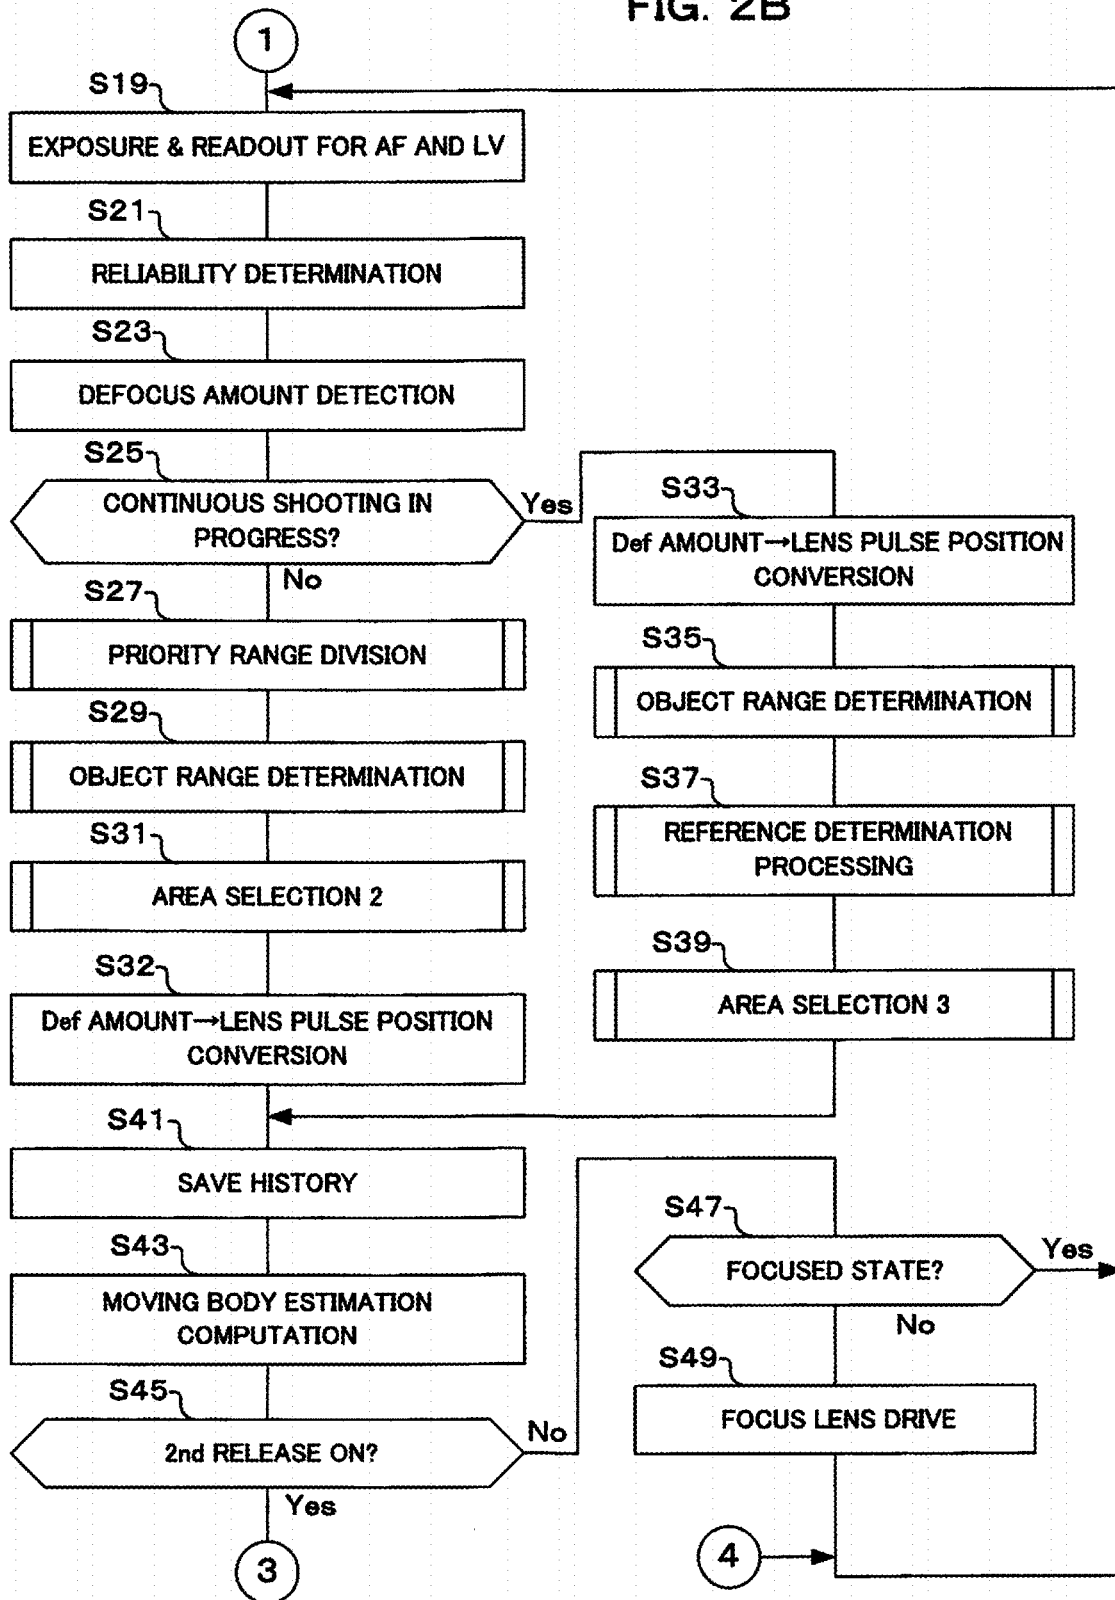 FIG. 2B
1
S19
EXPOSURE & READOUT FOR AF AND LV
S21
RELIABILITY DETERMINATION
S23
DEFOCUS AMOUNT DETECTION
S25
CONTINUOUS SHOOTING IN
PROGRESS?
Yes
No
S27
PRIORITY RANGE DIVISION
S29
OBJECT RANGE DETERMINATION
S31
AREA SELECTION 2
S32
Def AMOUNT→LENS PULSE POSITION
CONVERSION
S33
Def AMOUNT→LENS PULSE POSITION
CONVERSION
S35
OBJECT RANGE DETERMINATION
S37
REFERENCE DETERMINATION
PROCESSING
S39
AREA SELECTION 3
S41
SAVE HISTORY
S43
MOVING BODY ESTIMATION
COMPUTATION
S45
2nd RELEASE ON?
No
Yes
3
S47
FOCUSED STATE?
Yes
No
S49
FOCUS LENS DRIVE
4